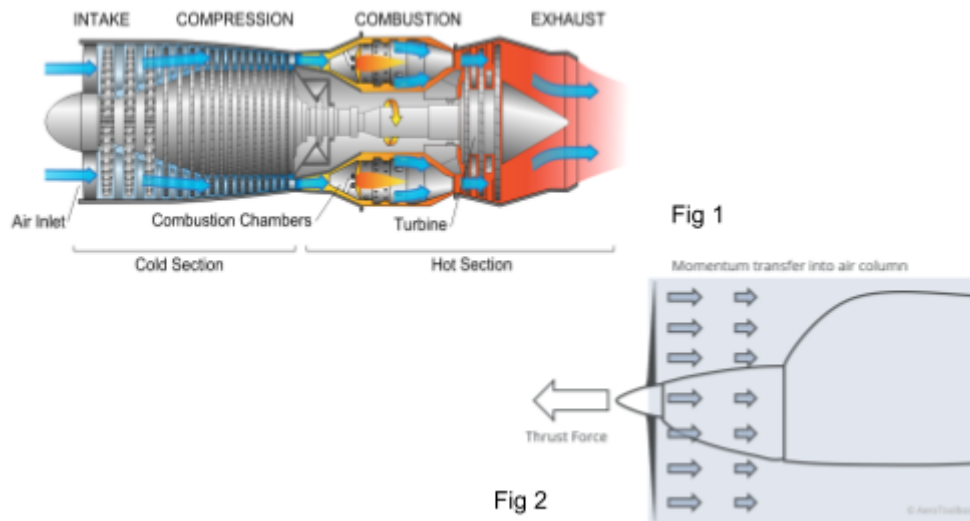 INTAKE COMPRESSION COMBUSTION EXHAUST
Air Inlet
Combustion Chambers
Turbine
Cold Section
Hot Section
Fig 1
Momentum transfer into air column
Thrust Force
Fig 2